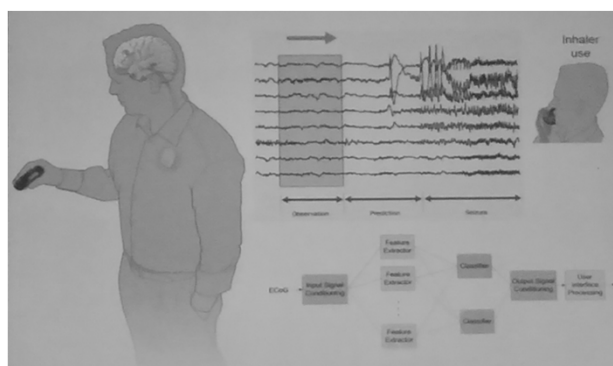 Inhaler
use
Observation
Prediction
Seizure
Feature
Extractor
Feature
Extractor
Feature
Extractor
ECoG
Input Signal
Conditioning
Classifier
Classifier
Output Signal
Conditioning
User
Interface
Processing